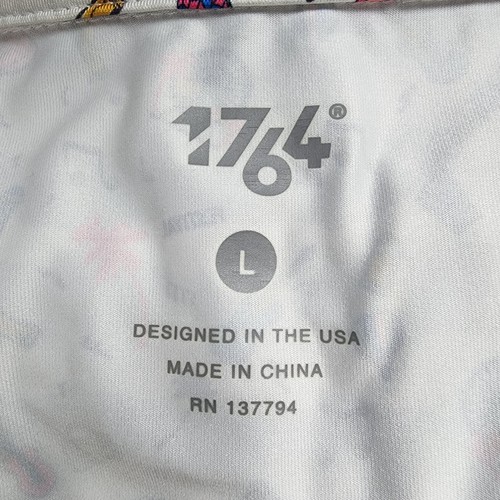 1764®
L
DESIGNED IN THE USA
MADE IN CHINA
RN 137794